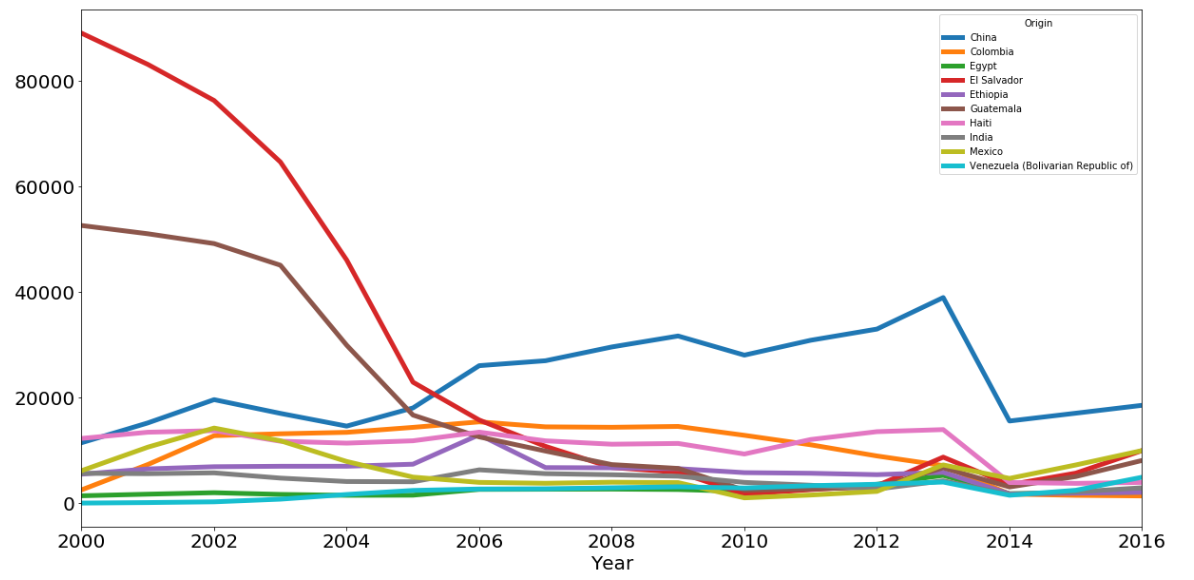 Origin
China
Colombia
Egypt
El Salvador
Ethiopia
Guatemala
Haiti
India
Mexico
Venezuela (Bolivarian Republic of)
80000
60000
40000
20000
0
2000 2002 2004 2006 2008 2010 2012 2014 2016
Year